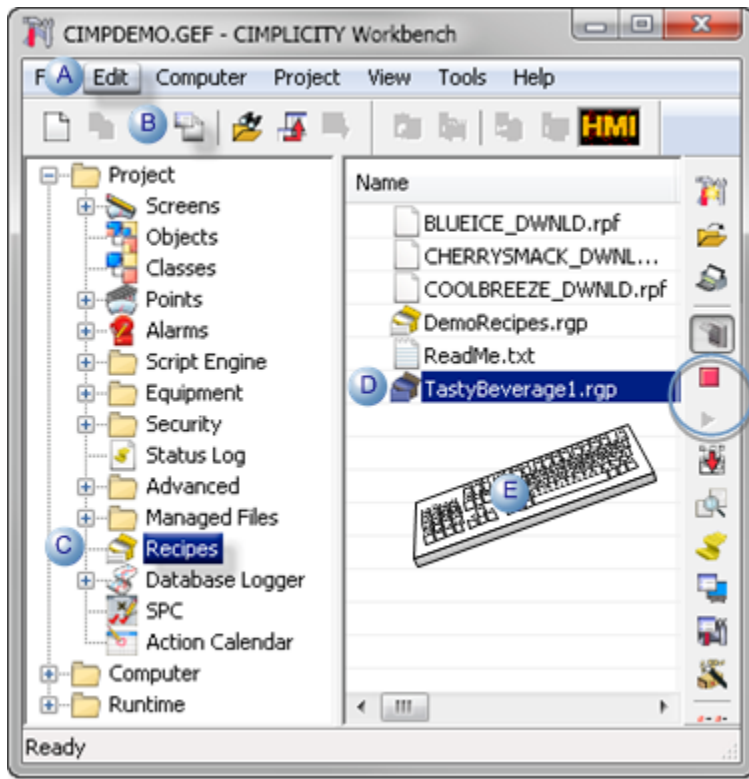 CIMPDEMO.GEF - CIMPLICITY Workbench
F A Edit Computer Project View Tools Help
B
HMI
Project
Screens
Objects
Classes
Points
Alarms
Script Engine
Equipment
Security
Status Log
Advanced
Managed Files
C Recipes
Database Logger
SPC
Action Calendar
Computer
Runtime
Name
BLUEICE_DWNLD.rpf
CHERRYSMACK_DWNL...
COOLBREEZE_DWNLD.rpf
DemoRecipes.rgp
ReadMe.txt
D TastyBeverage1.rgp
E
Ready